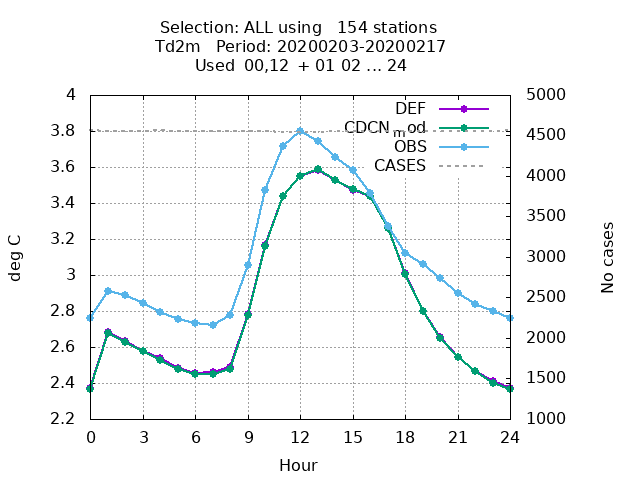 Selection: ALL using   154 stations
Td2m   Period: 20200203-20200217
Used  00,12  + 01 02 ... 24
4
3.8
3.6
3.4
3.2
3
2.8
2.6
2.4
2.2
deg C
DEF
CDCN_mod
OBS
CASES
5000
4500
4000
3500
3000
2500
2000
1500
1000
No cases
0 3 6 9 12 15 18 21 24
Hour